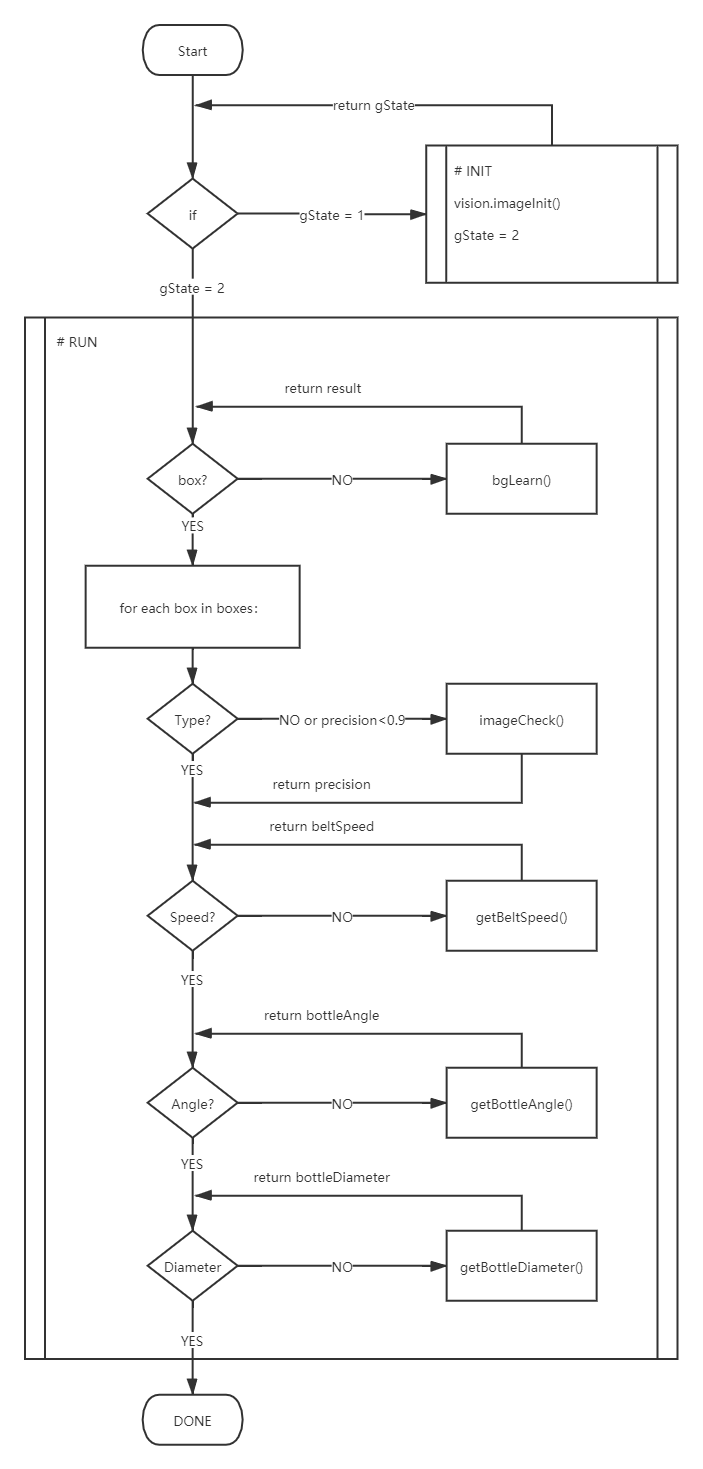 Start
return gState
# INIT
vision.imageInit()
gState = 2
if
gState = 1
gState = 2
# RUN
return result
box?
NO
bgLearn()
YES
for each box in boxes:
Type?
NO or precision<0.9
imageCheck()
YES
return precision
return beltSpeed
Speed?
NO
getBeltSpeed()
YES
return bottleAngle
Angle?
NO
getBottleAngle()
YES
return bottleDiameter
Diameter
NO
getBottleDiameter()
YES
DONE